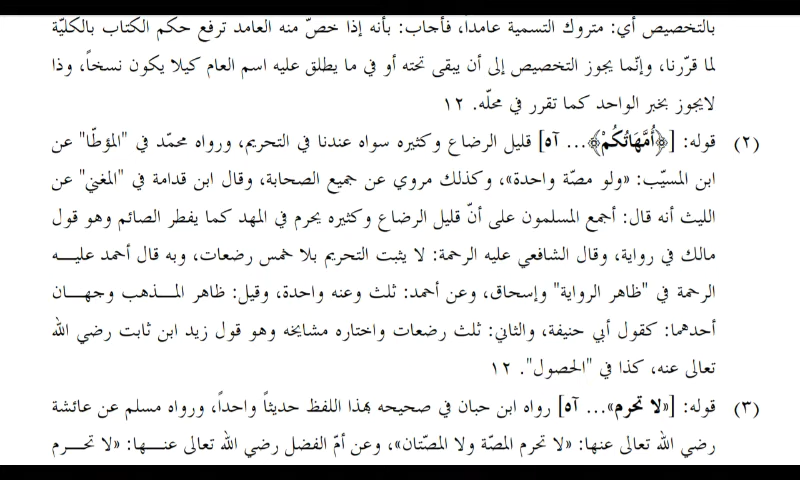 بالتخصيص أي: متروك التسمية عامداً، فأجاب: بأنه إذا خصّ منه العامد ترفع حكم الكتاب بالكليّة
لما قرّرنا، وإنّما يجوز التخصيص إلى أن يبقى تحته أو في ما يطلق عليه اسم العام كيلا يكون نسخاً، وذا
لايجوز بخبر الواحد كما تقرر في محلّه. ١٢
(٢) قوله: [﴿أُمَّهَاتُكُمْ﴾... آه] قليل الرضاع وكثيره سواه عندنا في التحريم، ورواه محمّد في "المؤطّا" عن
ابن المسيّب: «ولو مصّة واحدة»، وكذلك مروي عن جميع الصحابة، وقال ابن قدامة في "المغني" عن
الليث أنه قال: أجمع المسلمون على أنّ قليل الرضاع وكثيره يحرم في المهد كما يفطر الصائم وهو قول
مالك في رواية، وقال الشافعي عليه الرحمة: لا يثبت التحريم بلا خمس رضعات، وبه قال أحمد عليـــه
الرحمة في "ظاهر الرواية" وإسحاق، وعن أحمد: ثلث وعنه واحدة، وقيل: ظاهر المـــذهب وجهـــان
أحدهما: كقول أبي حنيفة، والثاني: ثلث رضعات واختاره مشايخه وهو قول زيد ابن ثابت رضي الله
تعالى عنه، كذا في "الحصول". ١٢
(٣) قوله: [«لا تحرم»... آه] رواه ابن حبان في صحيحه بهذا اللفظ حديثاً واحداً، ورواه مسلم عن عائشة
رضي الله تعالى عنها: «لا تحرم المصّة ولا المصّتان»، وعن أمّ الفضل رضي الله تعالى عنـــها: «لا تحـــرم